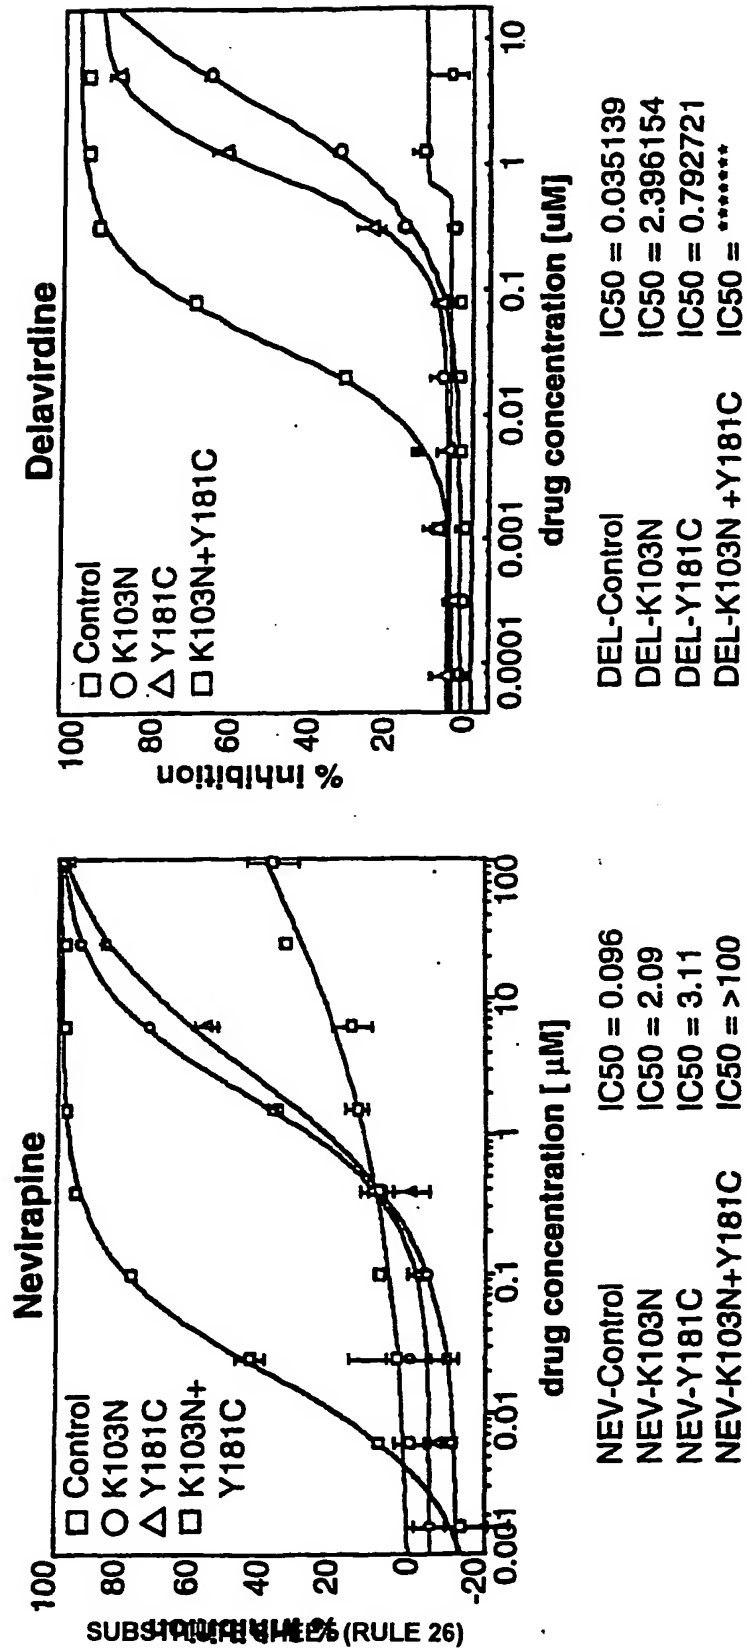 Nevirapine
% inhibition
100
80
60
40
20
0
-20
□ Control
○ K103N
△ Y181C
□ K103N+
Y181C
0.001
0.01
0.1
1
10
100
drug concentration [ µM]
NEV-Control IC50 = 0.096
NEV-K103N IC50 = 2.09
NEV-Y181C IC50 = 3.11
NEV-K103N+Y181C IC50 = >100
Delavirdine
% inhibition
100
80
60
40
20
0
□ Control
○ K103N
△ Y181C
□ K103N+Y181C
0.0001
0.001
0.01
0.1
1
10
drug concentration [uM]
DEL-Control IC50 = 0.035139
DEL-K103N IC50 = 2.396154
DEL-Y181C IC50 = 0.792721
DEL-K103N +Y181C IC50 = *******
SUBSTITUTE SHEET (RULE 26)